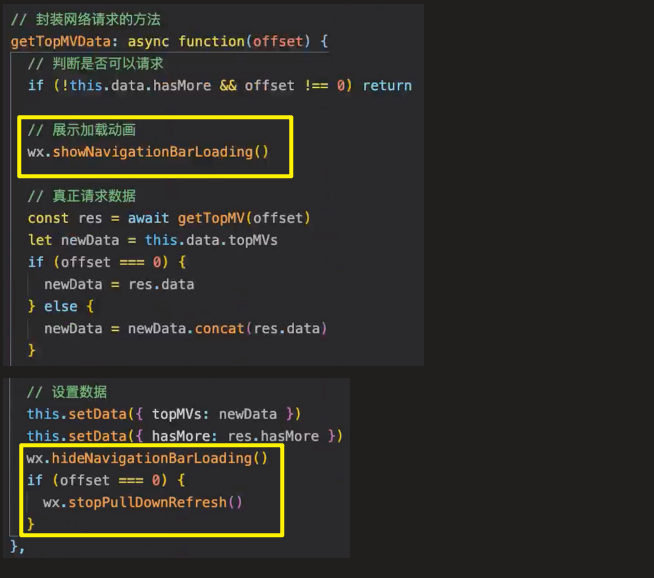 // 封装网络请求的方法
getTopMVData: async function(offset) {
// 判断是否可以请求
if (!this.data.hasMore && offset !== 0) return
// 展示加载动画
wx.showNavigationBarLoading()
// 真正请求数据
const res = await getTopMV(offset)
let newData = this.data.topMVs
if (offset === 0) {
newData = res.data
} else {
newData = newData.concat(res.data)
}
// 设置数据
this.setData({ topMVs: newData })
this.setData({ hasMore: res.hasMore })
wx.hideNavigationBarLoading()
if (offset === 0) {
wx.stopPullDownRefresh()
}
},